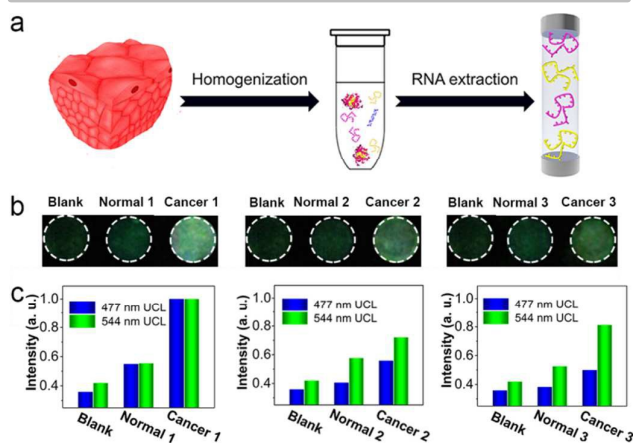 a
Homogenization
RNA extraction
b
Blank Normal 1 Cancer 1
Blank Normal 2 Cancer 2
Blank Normal 3 Cancer 3
c
Intensity (a. u.)
1.0
0.8
0.6
0.4
477 nm UCL
544 nm UCL
Blank Normal 1 Cancer 1
Intensity (a. u.)
1.0
0.8
0.6
0.4
477 nm UCL
544 nm UCL
Blank Normal 2 Cancer 2
Intensity (a. u.)
1.0
0.8
0.6
0.4
477 nm UCL
544 nm UCL
Blank Normal 3 Cancer 3